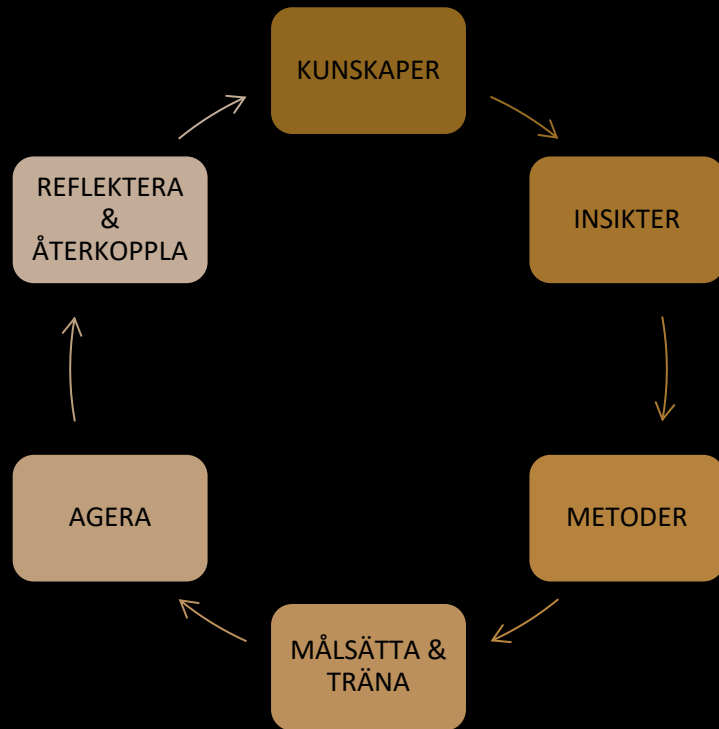 KUNSKAPER
INSIKTER
METODER
MÅLSÄTTA &
TRÄNA
AGERA
REFLEKTERA
&
ÅTERKOPPLA